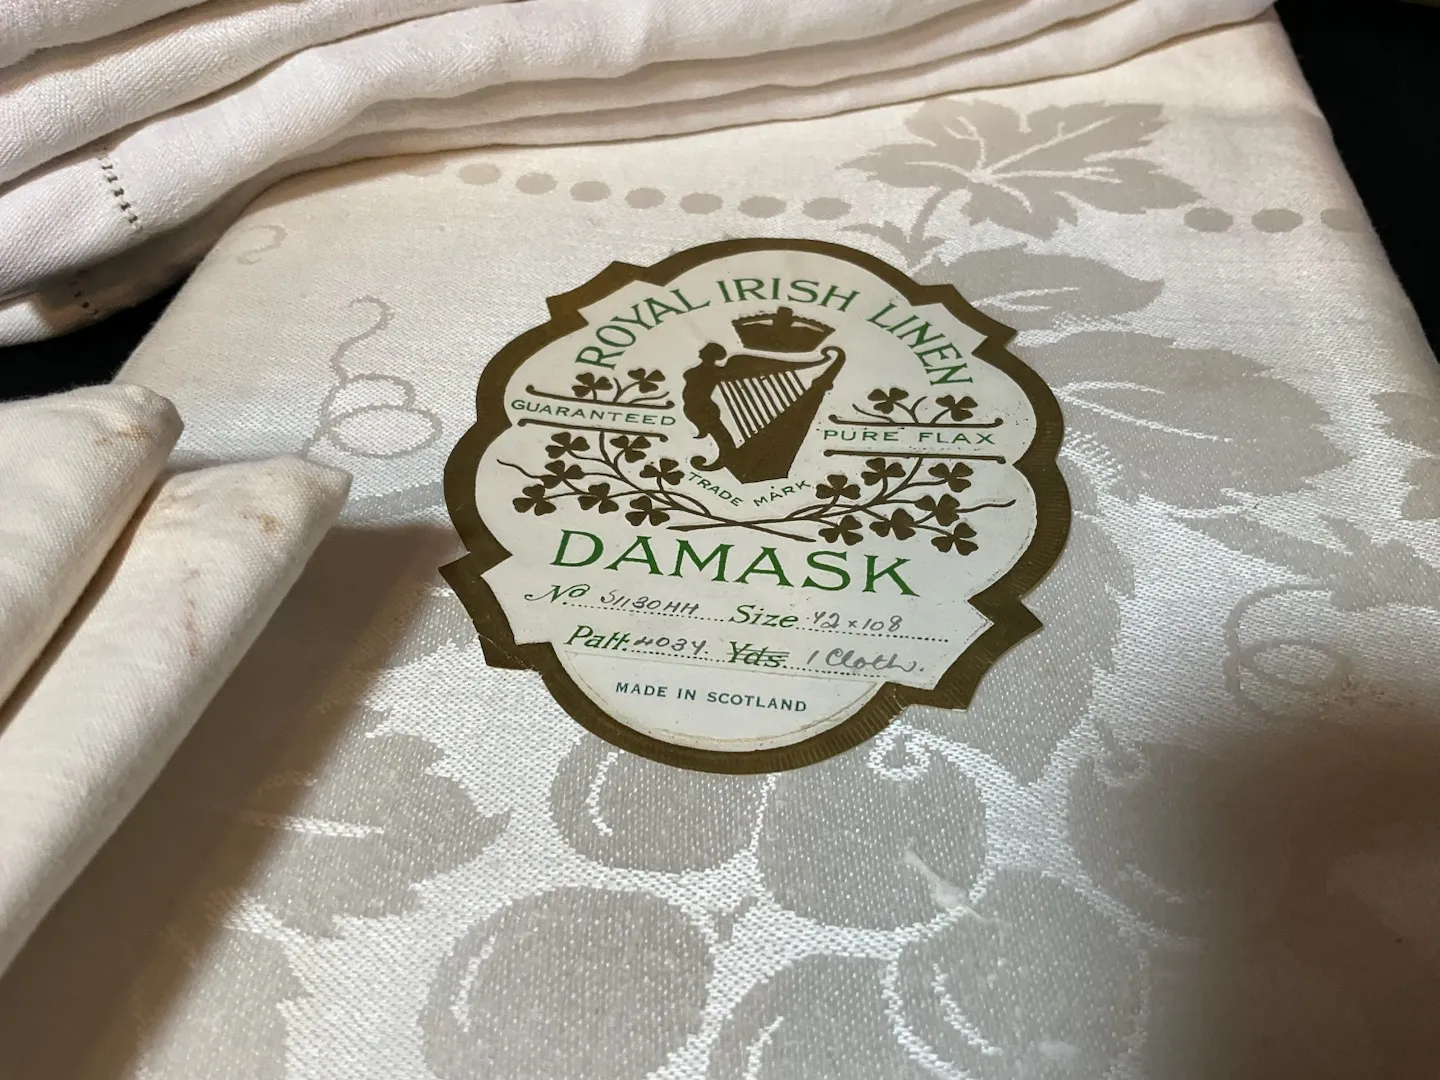 ROYAL IRISH LINEN
GUARANTEED PURE FLAX
TRADE MARK
DAMASK
No S1130HH Size 72 x 108
Patt. 4034 Yds. 1 Cloth.
MADE IN SCOTLAND